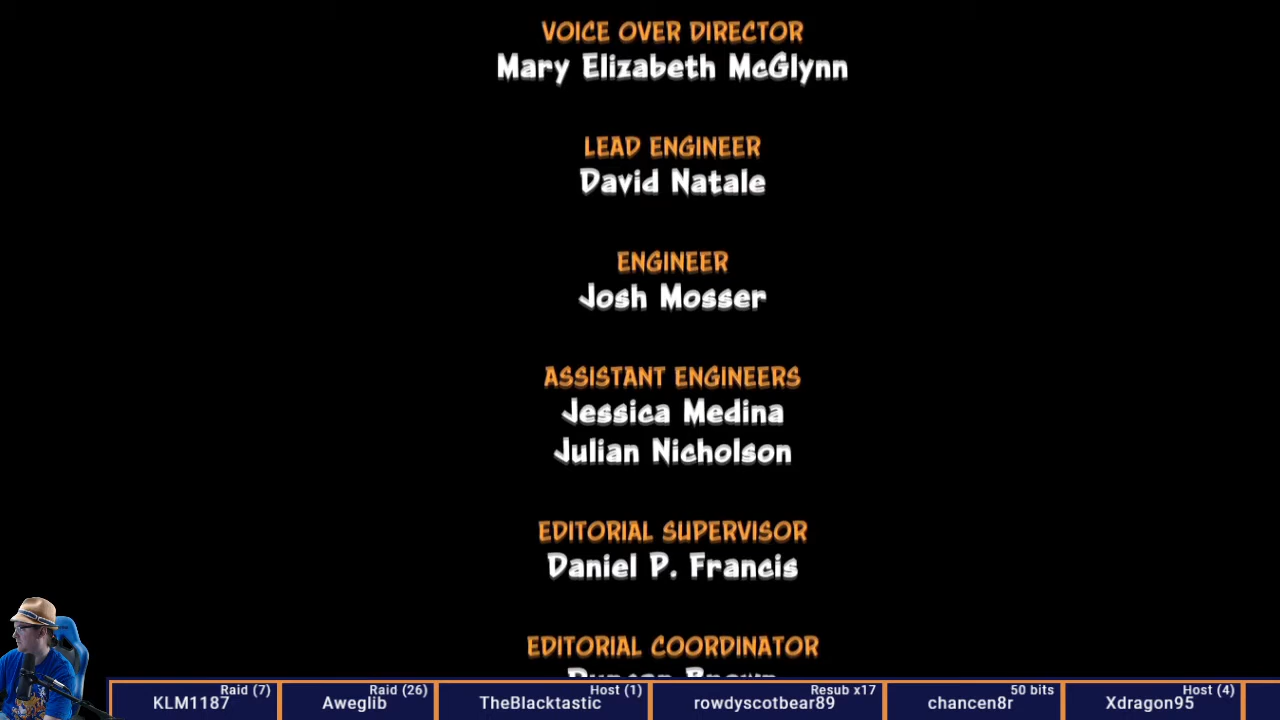 VOICE OVER DIRECTOR
Mary Elizabeth McGlynn
LEAD ENGINEER
David Natale
ENGINEER
Josh Mosser
ASSISTANT ENGINEERS
Jessica Medina
Julian Nicholson
EDITORIAL SUPERVISOR
Daniel P. Francis
EDITORIAL COORDINATOR
Duncan Brown
Raid (7)
KLM1187
Raid (26)
Aweglib
Host (1)
TheBlacktastic
Resub x17
rowdyscotbear89
50 bits
chancen8r
Host (4)
Xdragon95